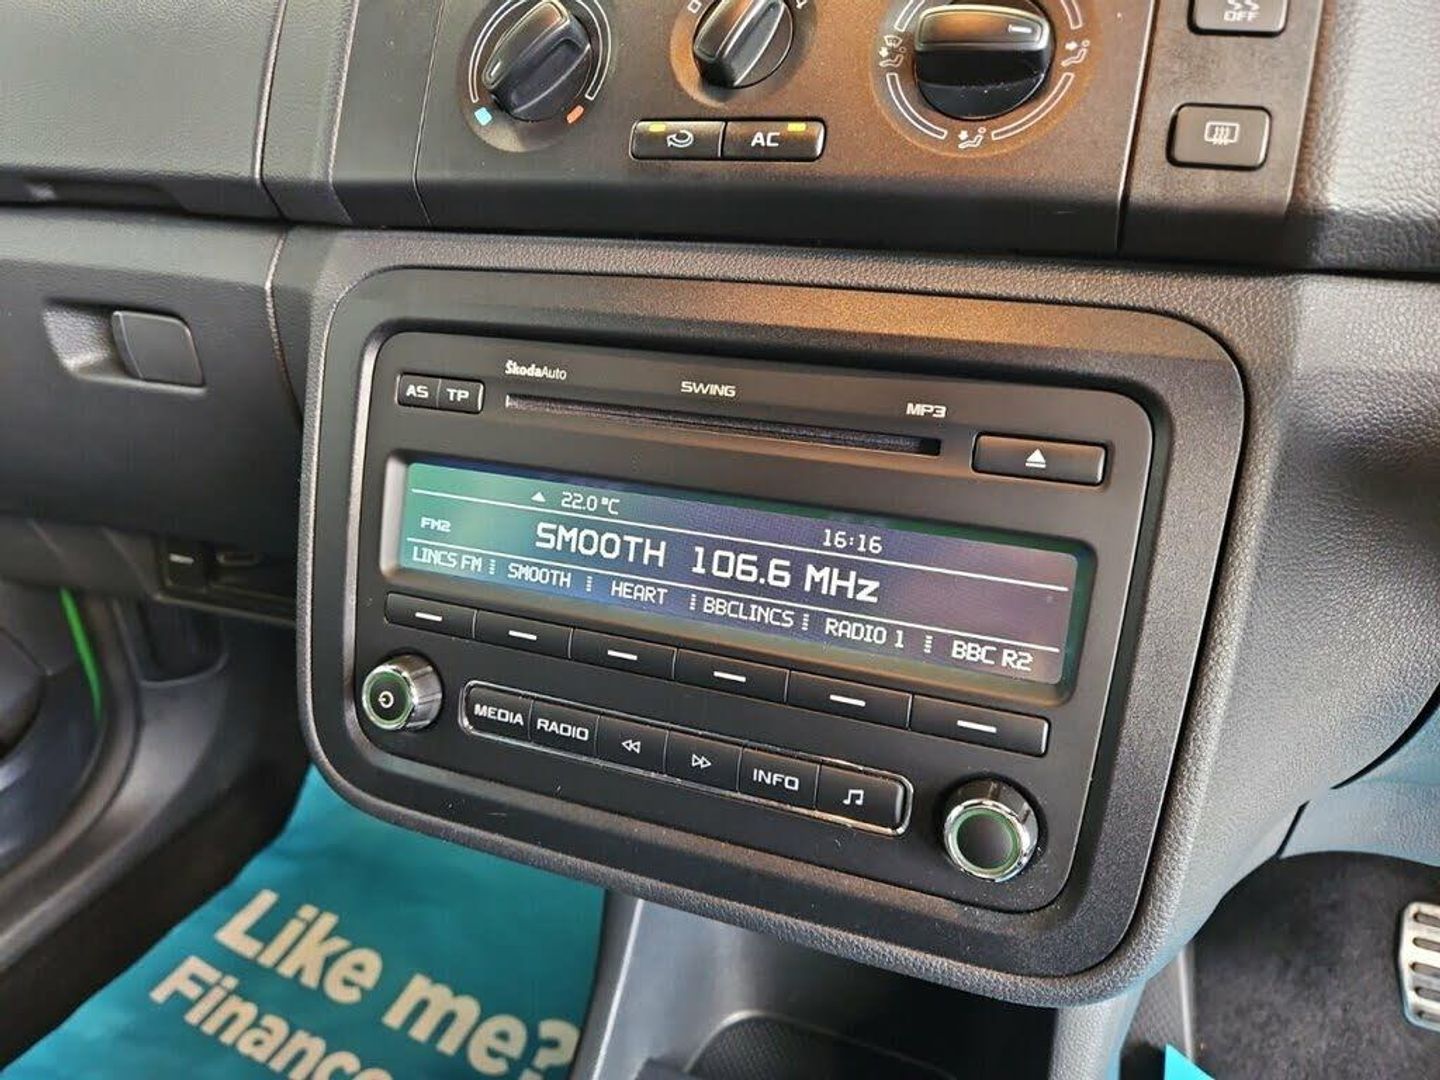 OFF
AC
ŠkodaAuto
SWING
MP3
AS TP
22.0 °C
16:16
FM2
SMOOTH 106.6 MHz
LINCS FM SMOOTH HEART BBCLINCS RADIO 1 BBC R2
MEDIA RADIO INFO
Like me?
Finance